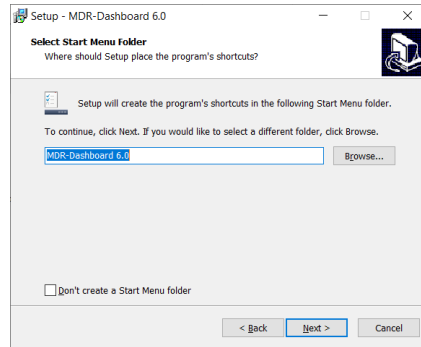 Setup - MDR-Dashboard 6.0
Select Start Menu Folder
Where should Setup place the program's shortcuts?
Setup will create the program's shortcuts in the following Start Menu folder.
To continue, click Next. If you would like to select a different folder, click Browse.
MDR-Dashboard 6.0
Browse...
Don't create a Start Menu folder
< Back
Next >
Cancel